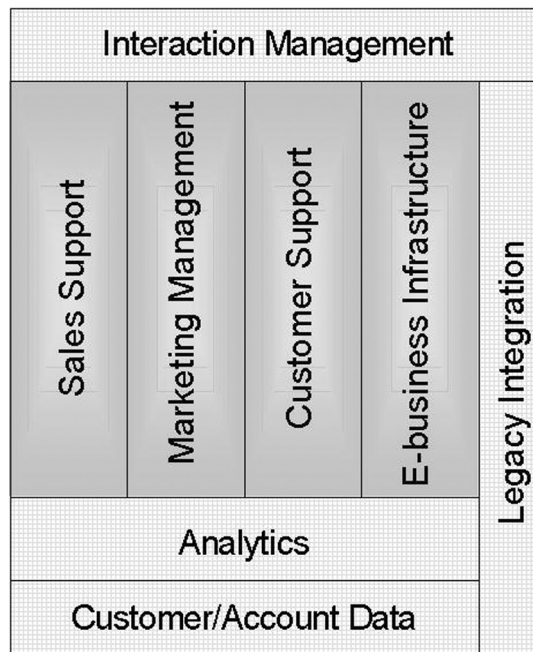 Interaction Management
Sales Support
Marketing Management
Customer Support
E-business Infrastructure
Legacy Integration
Analytics
Customer/Account Data